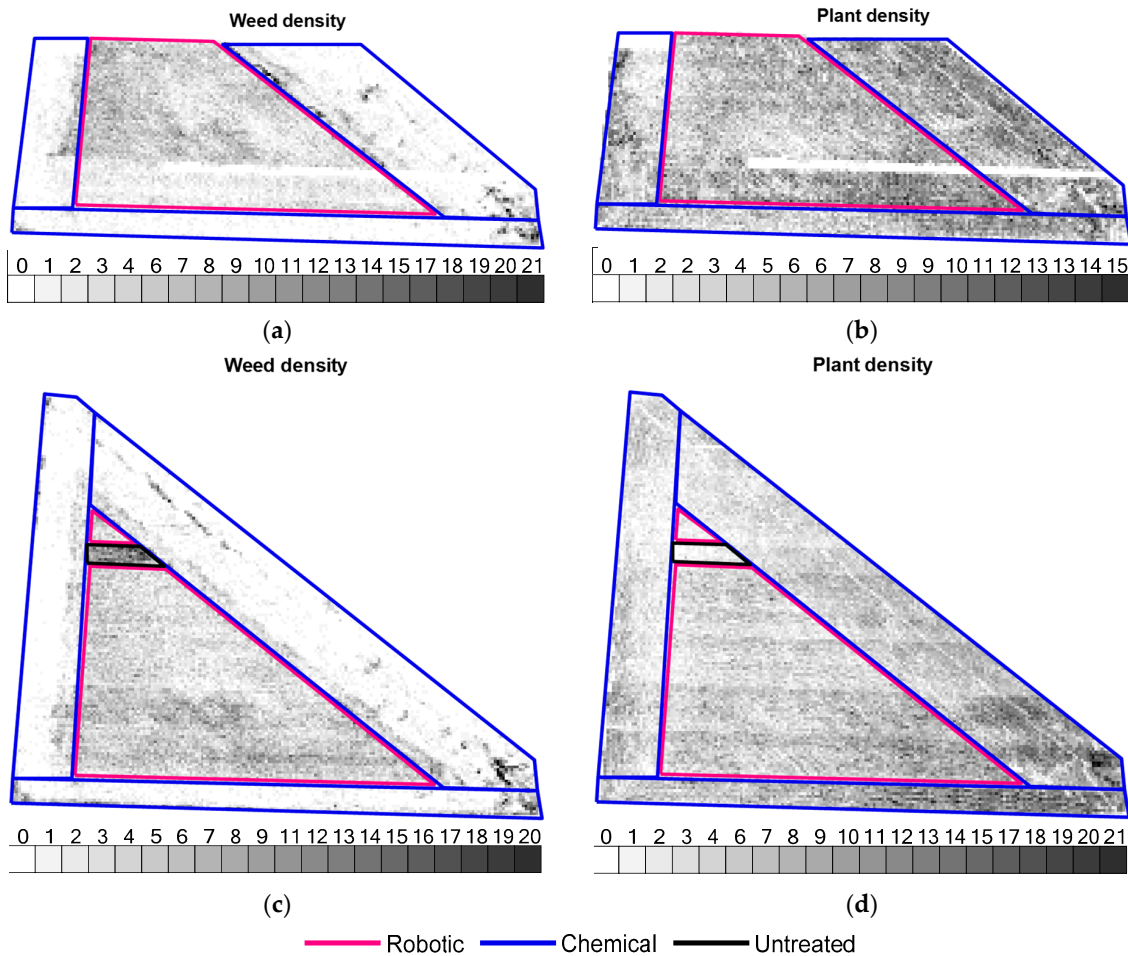 Weed density
Plant density
0 1 2 3 4 6 7 8 9 10 11 12 13 14 15 17 18 19 20 21
0 1 2 2 3 4 5 6 6 7 8 9 9 10 11 12 13 13 14 15
(a)
(b)
Weed density
Plant density
0 1 2 3 4 5 6 7 8 9 11 12 13 14 15 16 17 18 19 20
0 1 2 3 4 6 7 8 9 10 11 12 13 14 15 17 18 19 20 21
(c)
(d)
Robotic Chemical Untreated